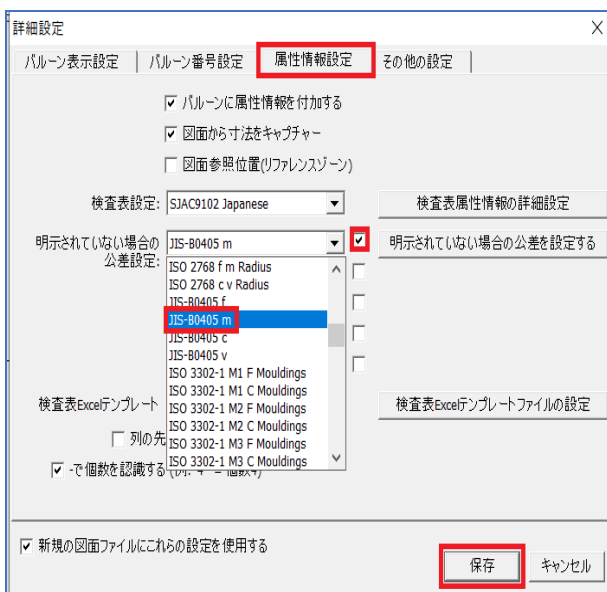 詳細設定
バルーン表示設定 バルーン番号設定 属性情報設定 その他の設定
バルーンに属性情報を付加する
図面から寸法をキャプチャー
図面参照位置(リファレンスゾーン)
検査表設定: SJAC9102 Japanese 検査表属性情報の詳細設定
明示されていない場合の JIS-B0405 m 明示されていない場合の公差を設定する
公差設定:
ISO 2768 f m Radius
ISO 2768 c v Radius
JIS-B0405 f
JIS-B0405 m
JIS-B0405 c
JIS-B0405 v
ISO 3302-1 M1 F Mouldings
ISO 3302-1 M1 C Mouldings
検査表Excelテンプレート ISO 3302-1 M2 F Mouldings 検査表Excelテンプレートファイルの設定
ISO 3302-1 M2 C Mouldings
列の先 ISO 3302-1 M3 F Mouldings
ISO 3302-1 M3 C Mouldings
-で個数を認識する
新規の図面ファイルにこれらの設定を使用する
保存 キャンセル